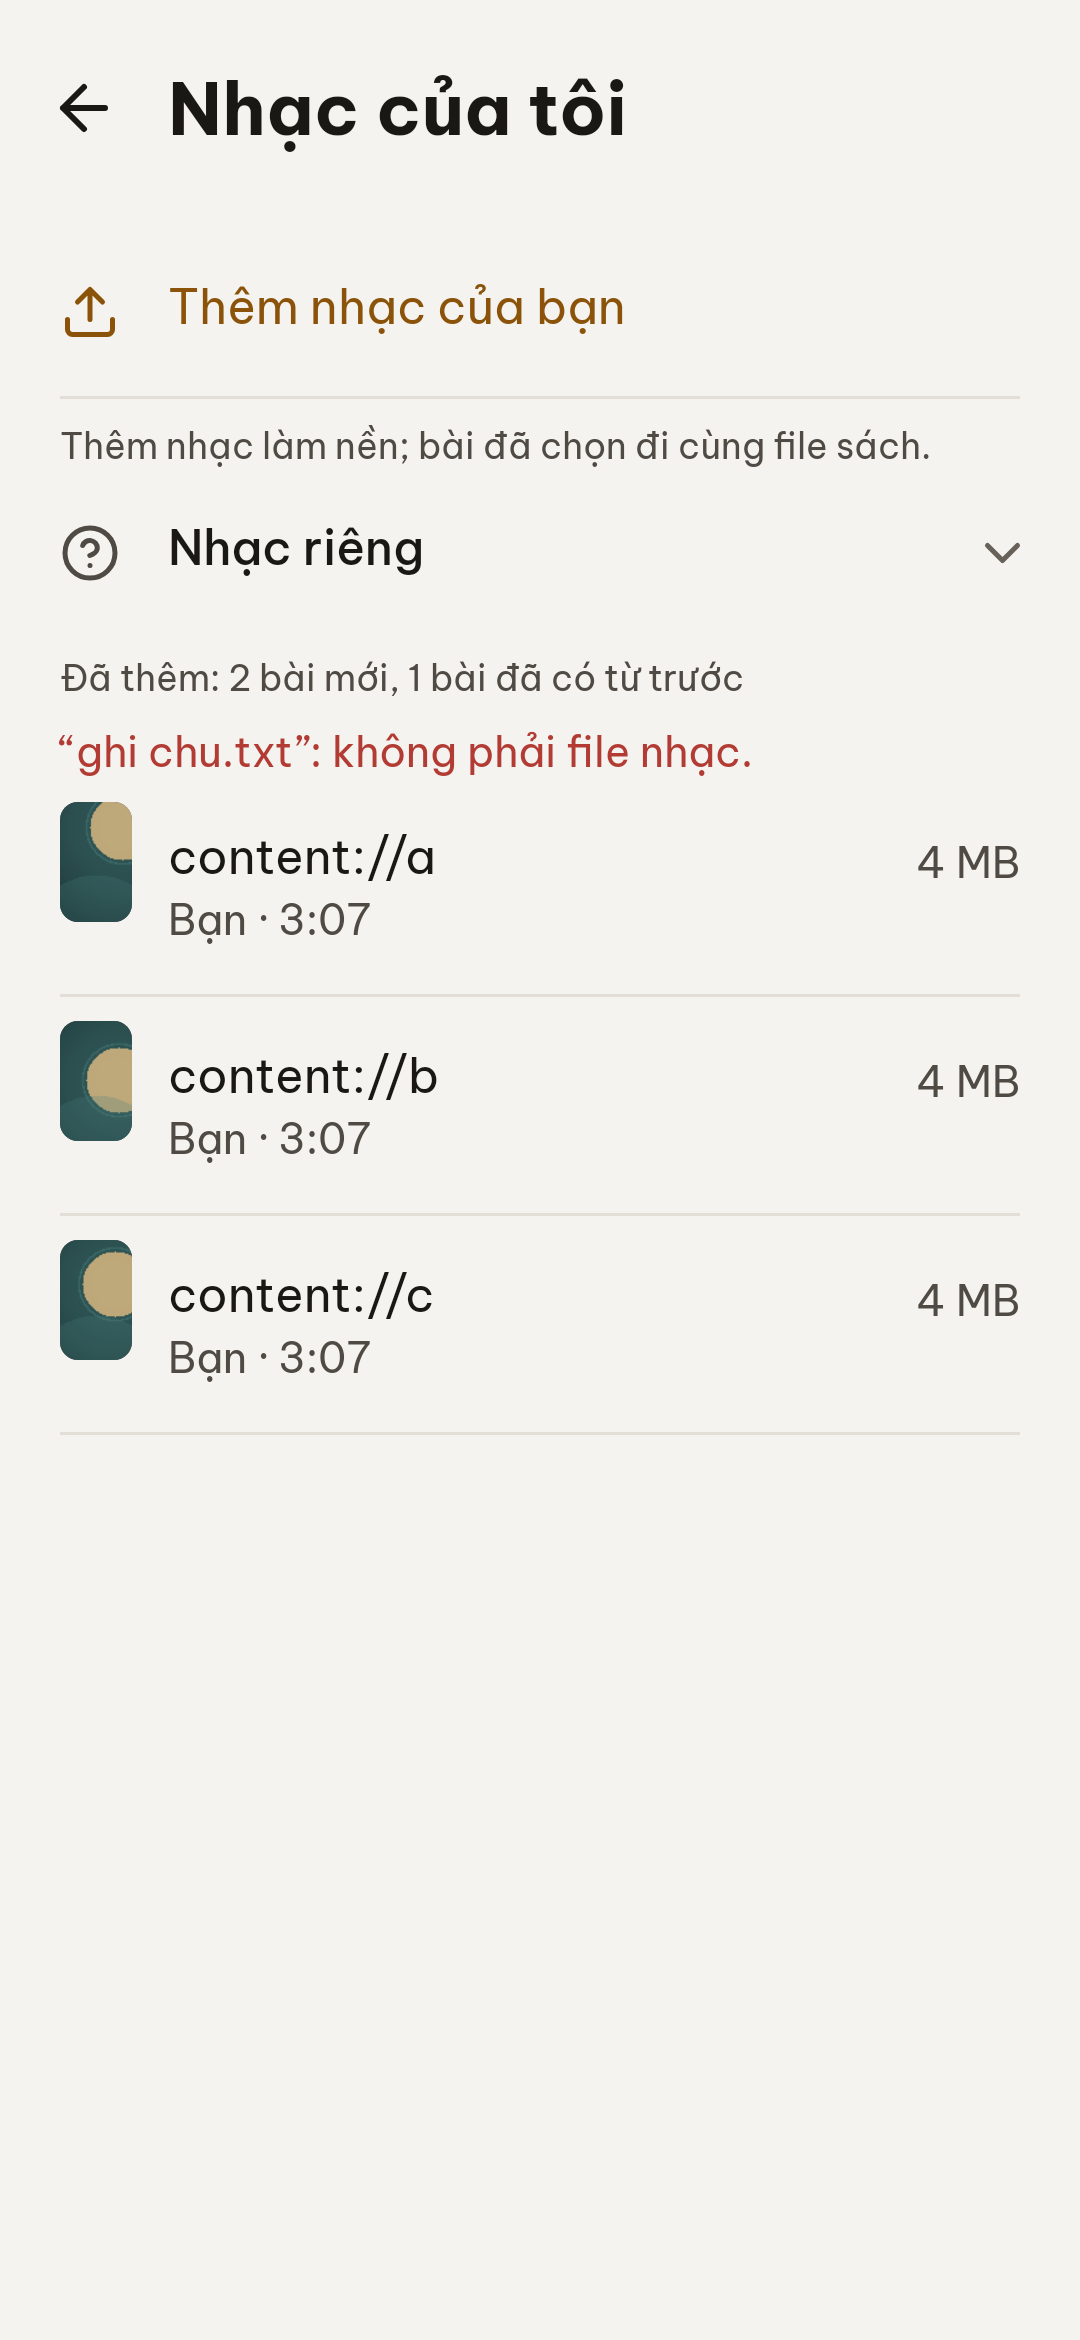 Nhạc của tôi
Thêm nhạc của bạn
Thêm nhạc làm nền; bài đã chọn đi cùng file sách.
Nhạc riêng
Đã thêm: 2 bài mới, 1 bài đã có từ trước
“ghi chu.txt”: không phải file nhạc.
content://a
4 MB
Bạn · 3:07
content://b
4 MB
Bạn · 3:07
content://c
4 MB
Bạn · 3:07